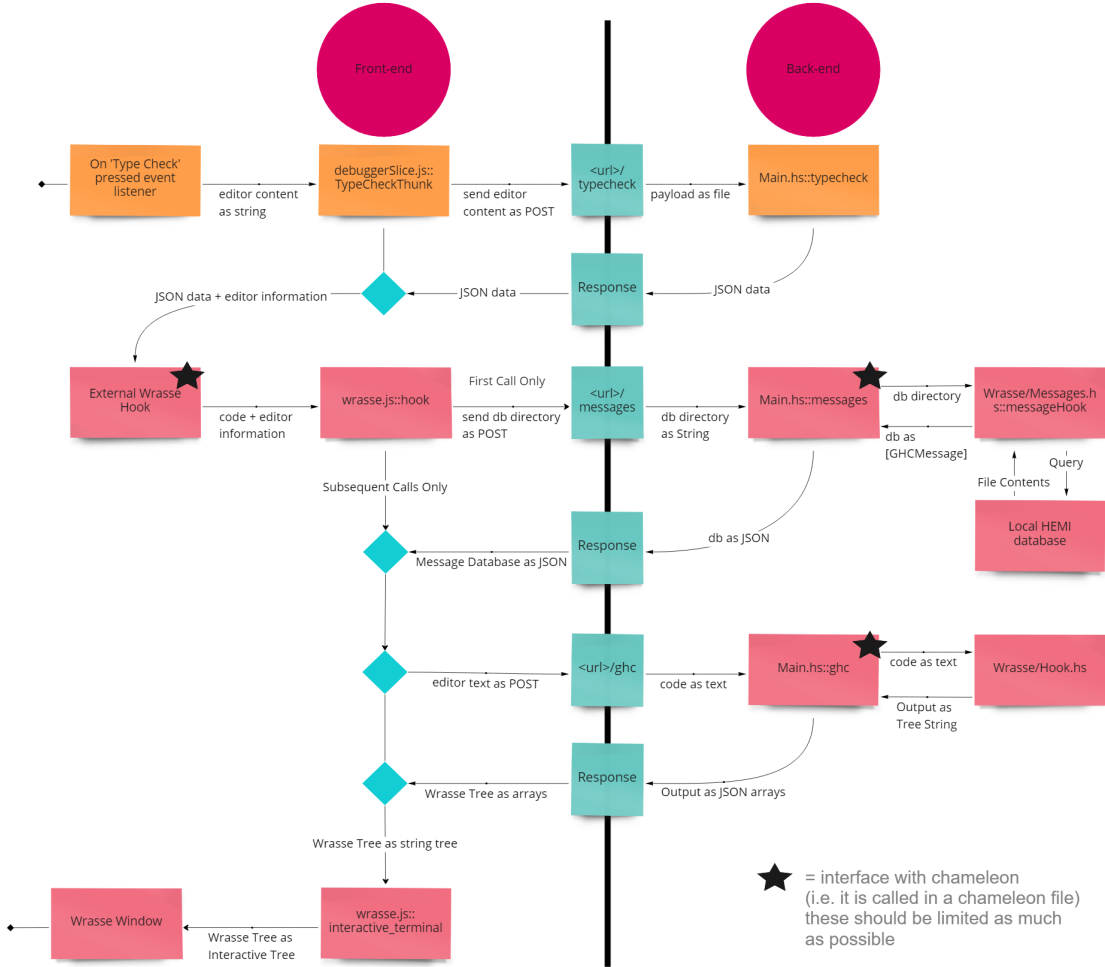 Front-end
Back-end
On 'Type Check'
pressed event
listener
editor content
as string
debuggerSlice.js::
TypeCheckThunk
send editor
content as POST
<url>/
typecheck
payload as file
Main.hs::typecheck
JSON data + editor information
JSON data
Response
JSON data
External Wrasse
Hook
code + editor
information
wrasse.js::hook
First Call Only
send db directory
as POST
<url>/
messages
db directory
as String
Main.hs::messages
db directory
db as
[GHCMessage]
Wrasse/Messages.h
s::messageHook
File Contents
Query
Local HEMI
database
Subsequent Calls Only
Message Database as JSON
Response
db as JSON
editor text as POST
<url>/ghc
code as text
Main.hs::ghc
code as text
Output as
Tree String
Wrasse/Hook.hs
Wrasse Tree as arrays
Response
Output as JSON arrays
Wrasse Tree as string tree
Wrasse Window
Wrasse Tree as
Interactive Tree
wrasse.js::
interactive_terminal
= interface with chameleon
(i.e. it is called in a chameleon file)
these should be limited as much
as possible